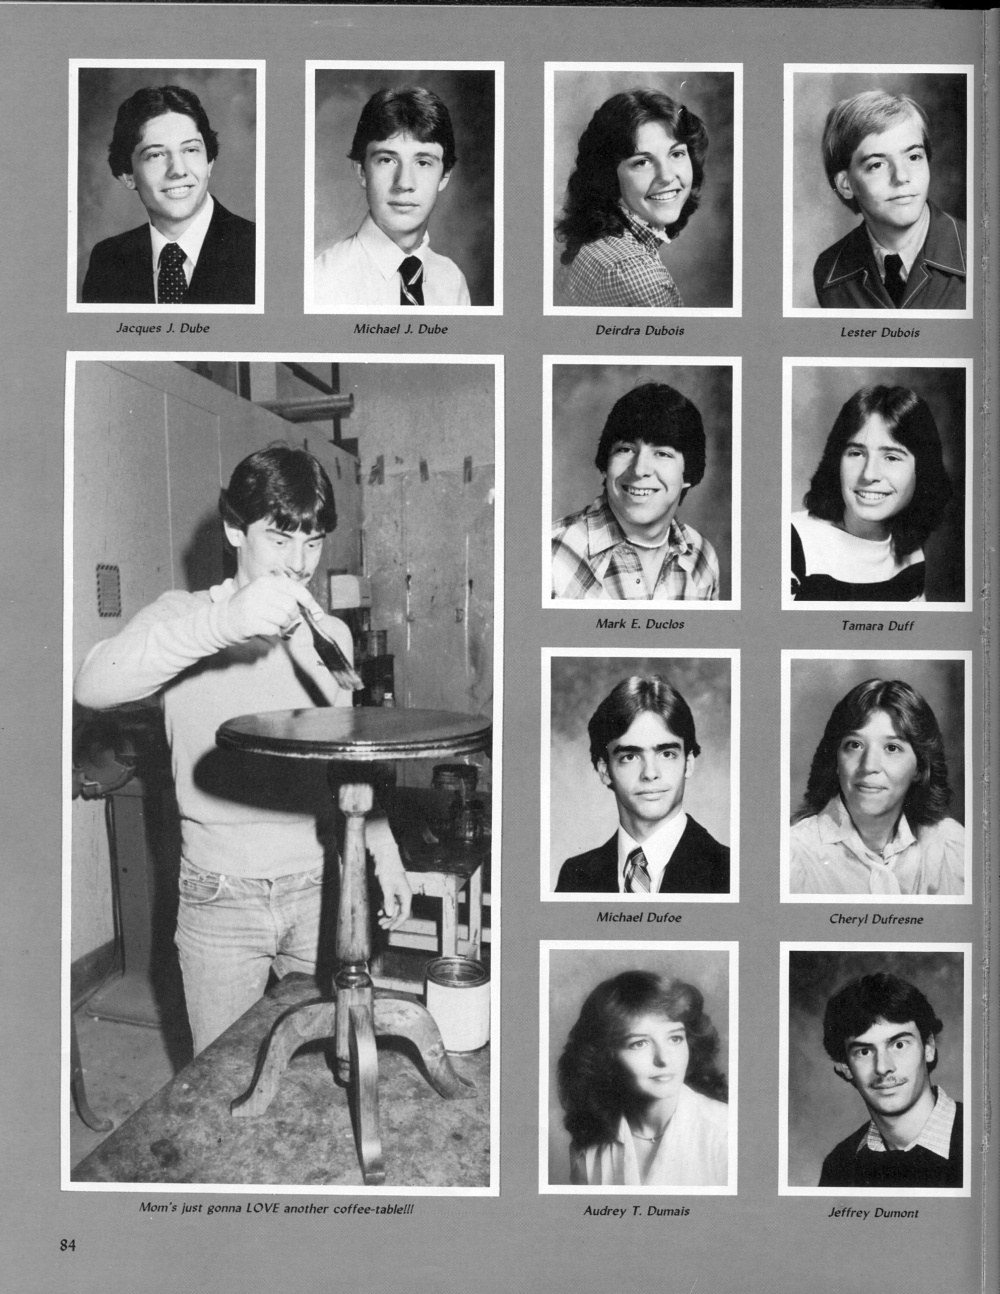 Jacques J. Dube
Michael J. Dube
Deirdra Dubois
Lester Dubois
Mark E. Duclos
Tamara Duff
Michael Dufoe
Cheryl Dufresne
Mom's just gonna LOVE another coffee-table!!!
Audrey T. Dumais
Jeffrey Dumont
84